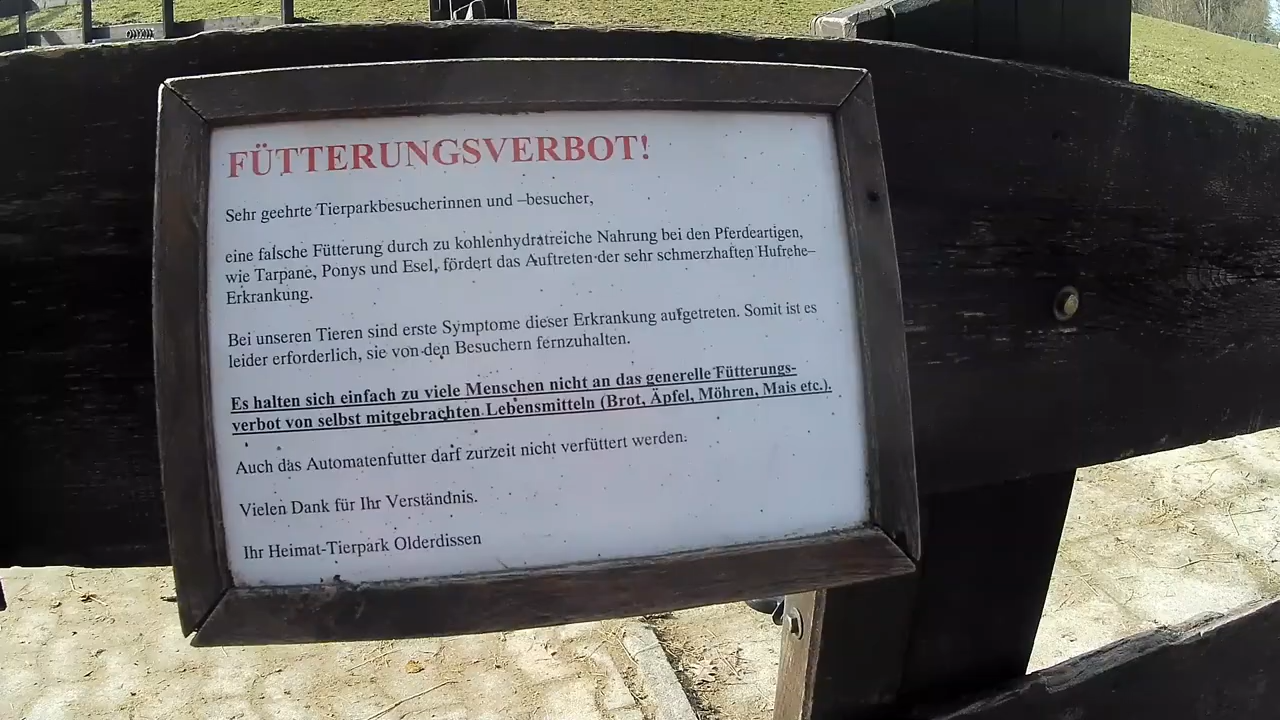 FÜTTERUNGSVERBOT!
Sehr geehrte Tierparkbesucherinnen und –besucher,
eine falsche Fütterung durch zu kohlenhydratreiche Nahrung bei den Pferdeartigen,
wie Tarpane, Ponys und Esel, fördert das Auftreten der sehr schmerzhaften Hufrehe–
Erkrankung.
Bei unseren Tieren sind erste Symptome dieser Erkrankung aufgetreten. Somit ist es
leider erforderlich, sie von den Besuchern fernzuhalten.
Es halten sich einfach zu viele Menschen nicht an das generelle Fütterungs-
verbot von selbst mitgebrachten Lebensmitteln (Brot, Äpfel, Möhren, Mais etc.).
Auch das Automatenfutter darf zurzeit nicht verfüttert werden.
Vielen Dank für Ihr Verständnis.
Ihr Heimat-Tierpark Olderdissen